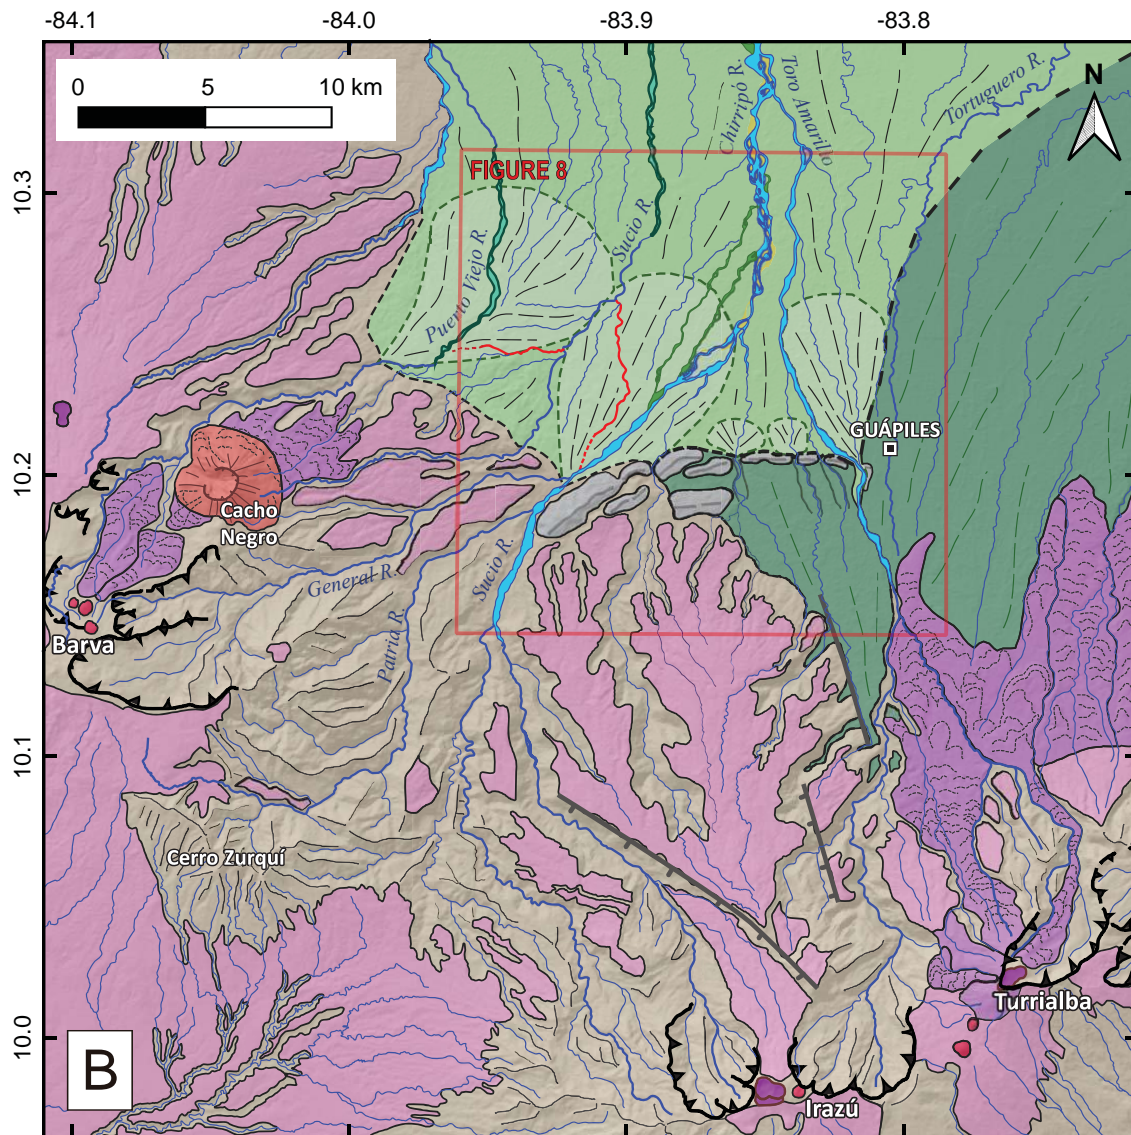 -84.1
-84.0
-83.9
-83.8
0
5
10 km
N
Chirripó R.
Toro Amarillo
Tortuguero R.
FIGURE 8
10.3
Sucio R.
Puerto Viejo R.
GUÁPILES
10.2
Cacho
Negro
General R.
Sucio R.
Patria R.
Barva
10.1
Cerro Zurquí
10.0
Turrialba
B
Irazú